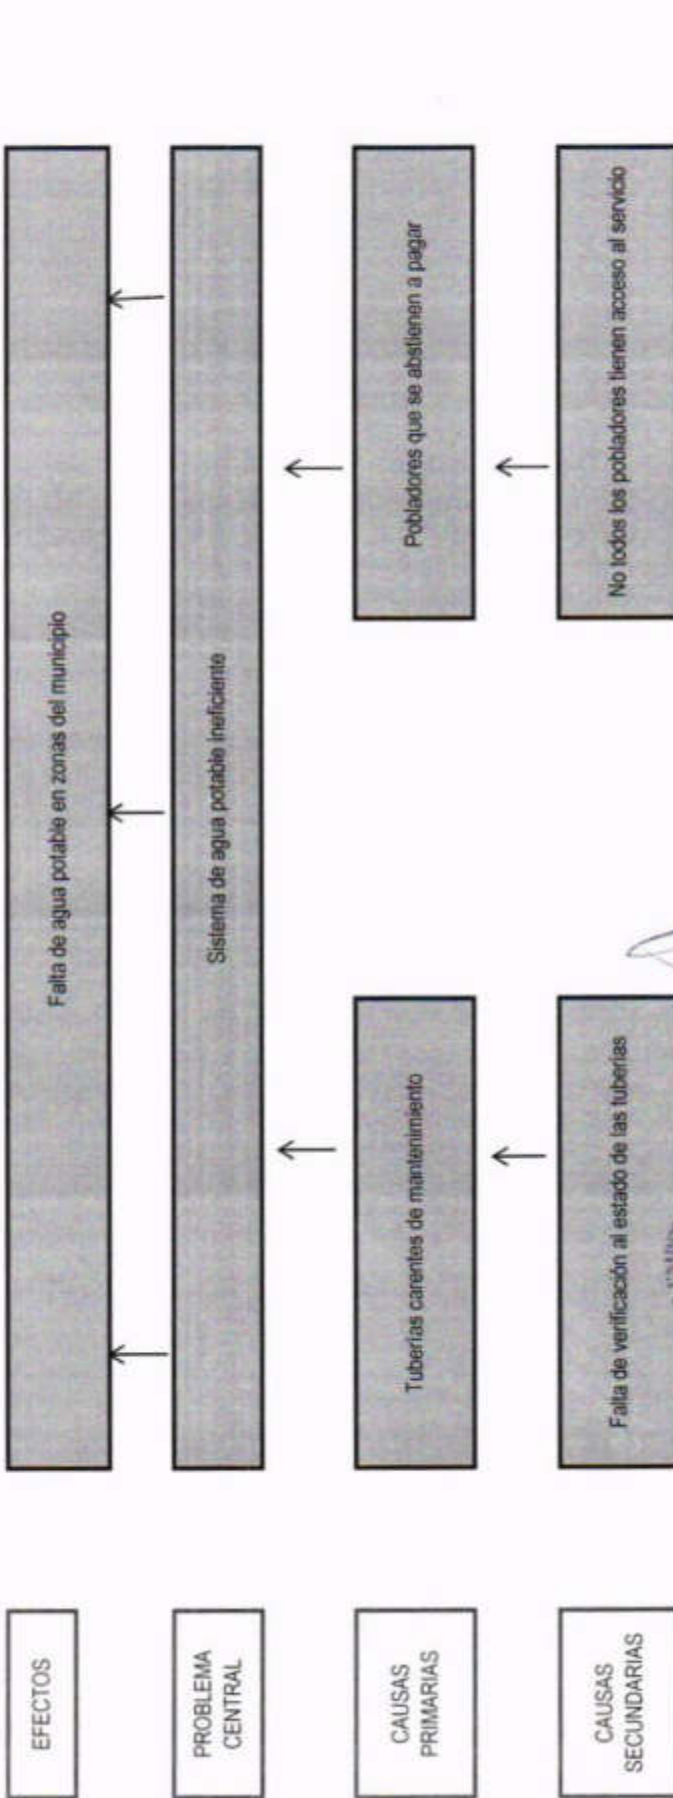 EFECTOS
Falta de agua potable en zonas del municipio
PROBLEMA
CENTRAL
Sistema de agua potable ineficiente
CAUSAS
PRIMARIAS
Tuberías carentes de mantenimiento
Pobladores que se abstienen a pagar
CAUSAS
SECUNDARIAS
Falta de verificación al estado de las tuberías
No todos los pobladores tienen acceso al servicio